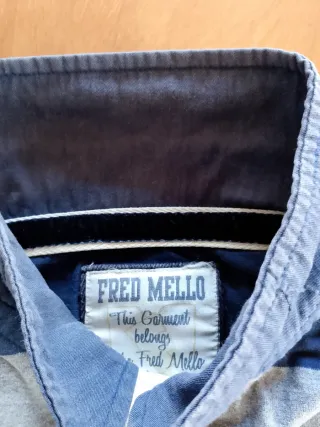 FRED MELLO
"This Garment
belongs
Fred Mello